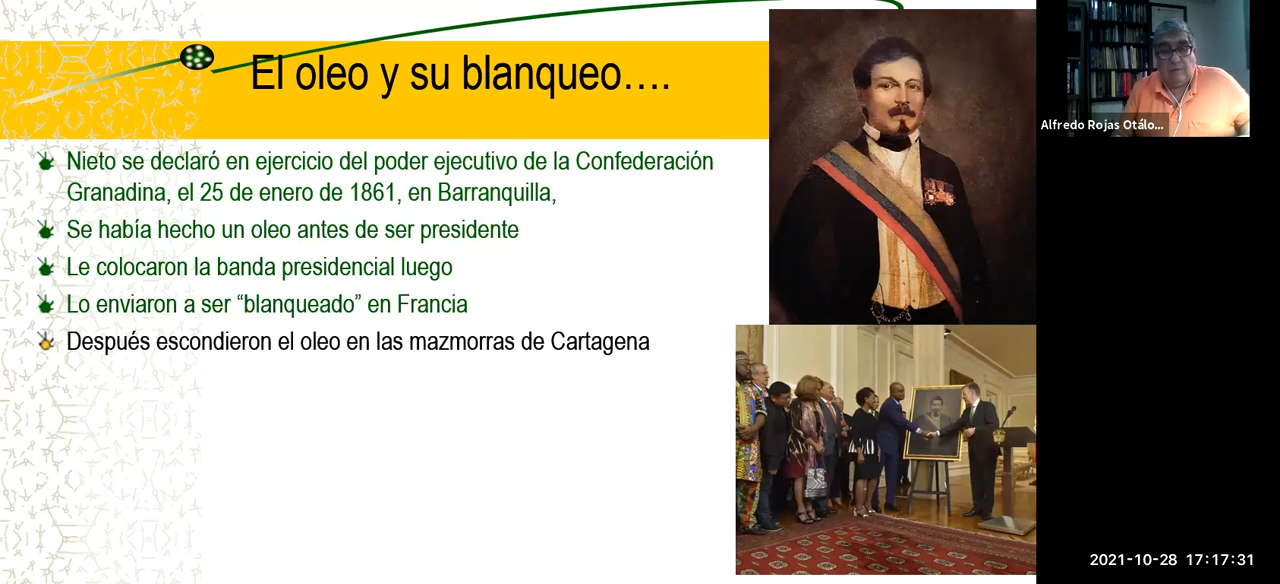 El oleo y su blanqueo….
Nieto se declaró en ejercicio del poder ejecutivo de la Confederación
Granadina, el 25 de enero de 1861, en Barranquilla,
Se había hecho un oleo antes de ser presidente
Le colocaron la banda presidencial luego
Lo enviaron a ser “blanqueado” en Francia
Después escondieron el oleo en las mazmorras de Cartagena
Alfredo Rojas Otálo...
2021-10-28 17:17:31